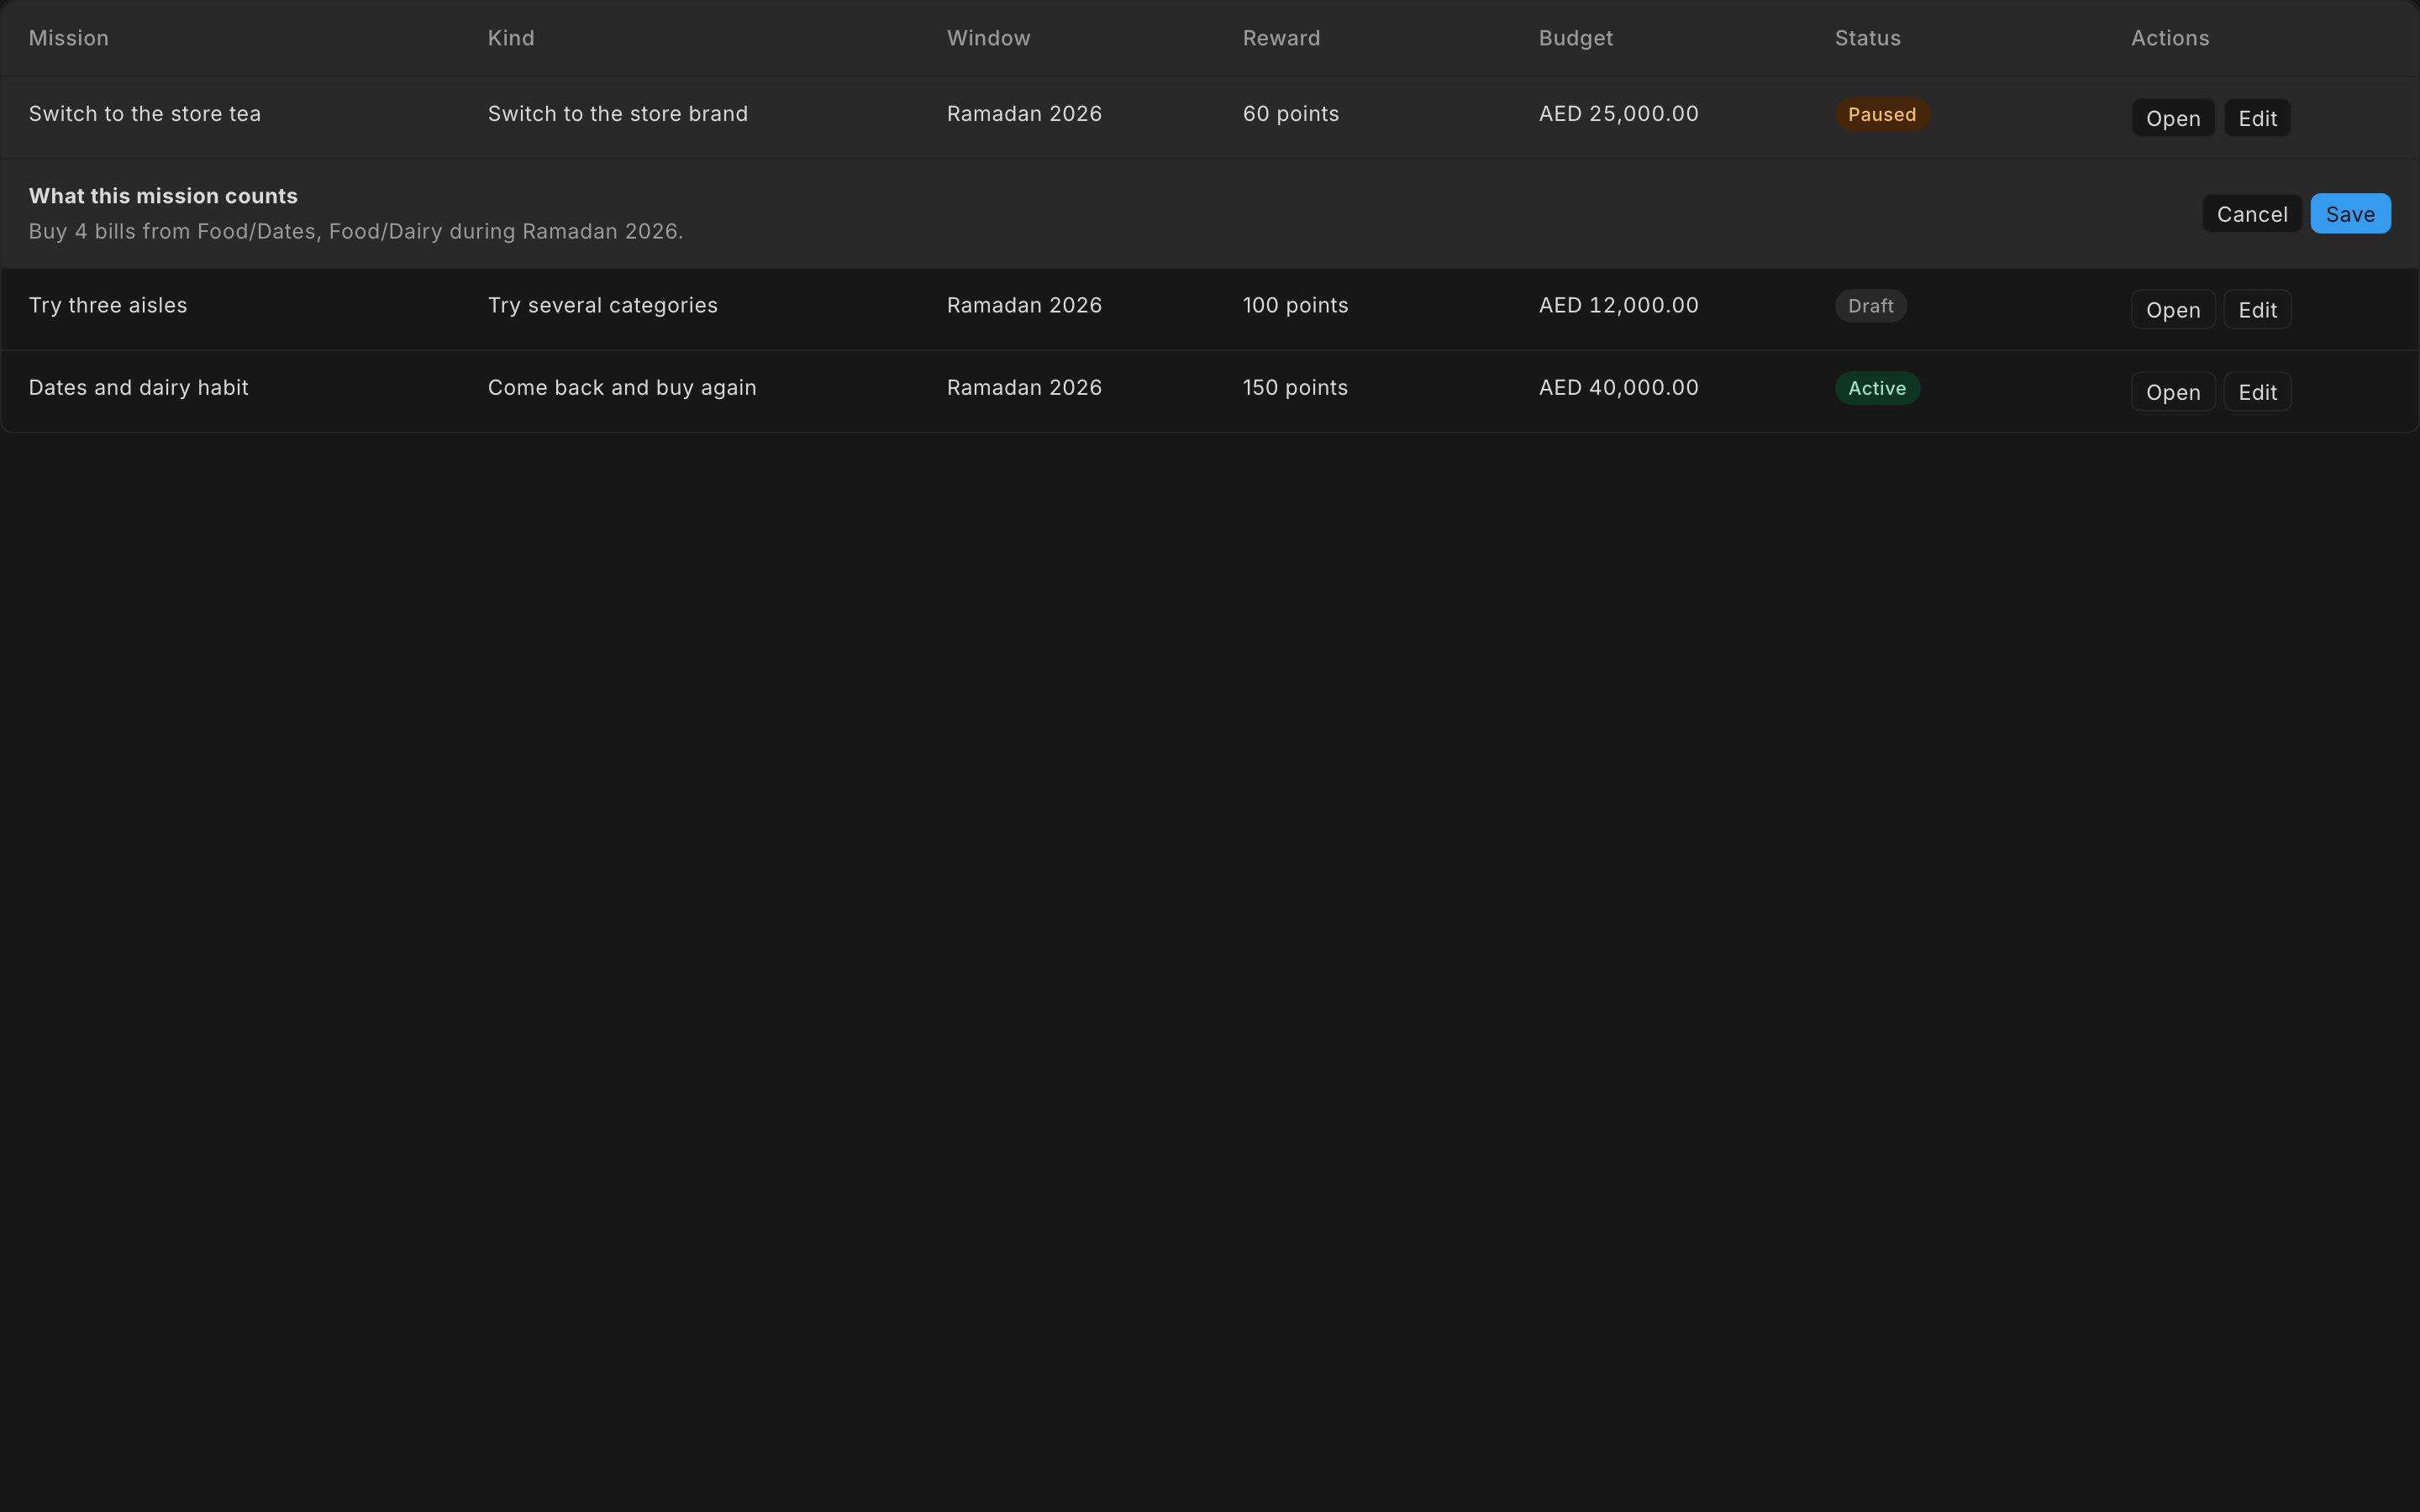 Mission Kind Window Reward Budget Status Actions
Switch to the store tea Switch to the store brand Ramadan 2026 60 points AED 25,000.00 Paused Open Edit
What this mission counts
Buy 4 bills from Food/Dates, Food/Dairy during Ramadan 2026.
Cancel Save
Try three aisles Try several categories Ramadan 2026 100 points AED 12,000.00 Draft Open Edit
Dates and dairy habit Come back and buy again Ramadan 2026 150 points AED 40,000.00 Active Open Edit